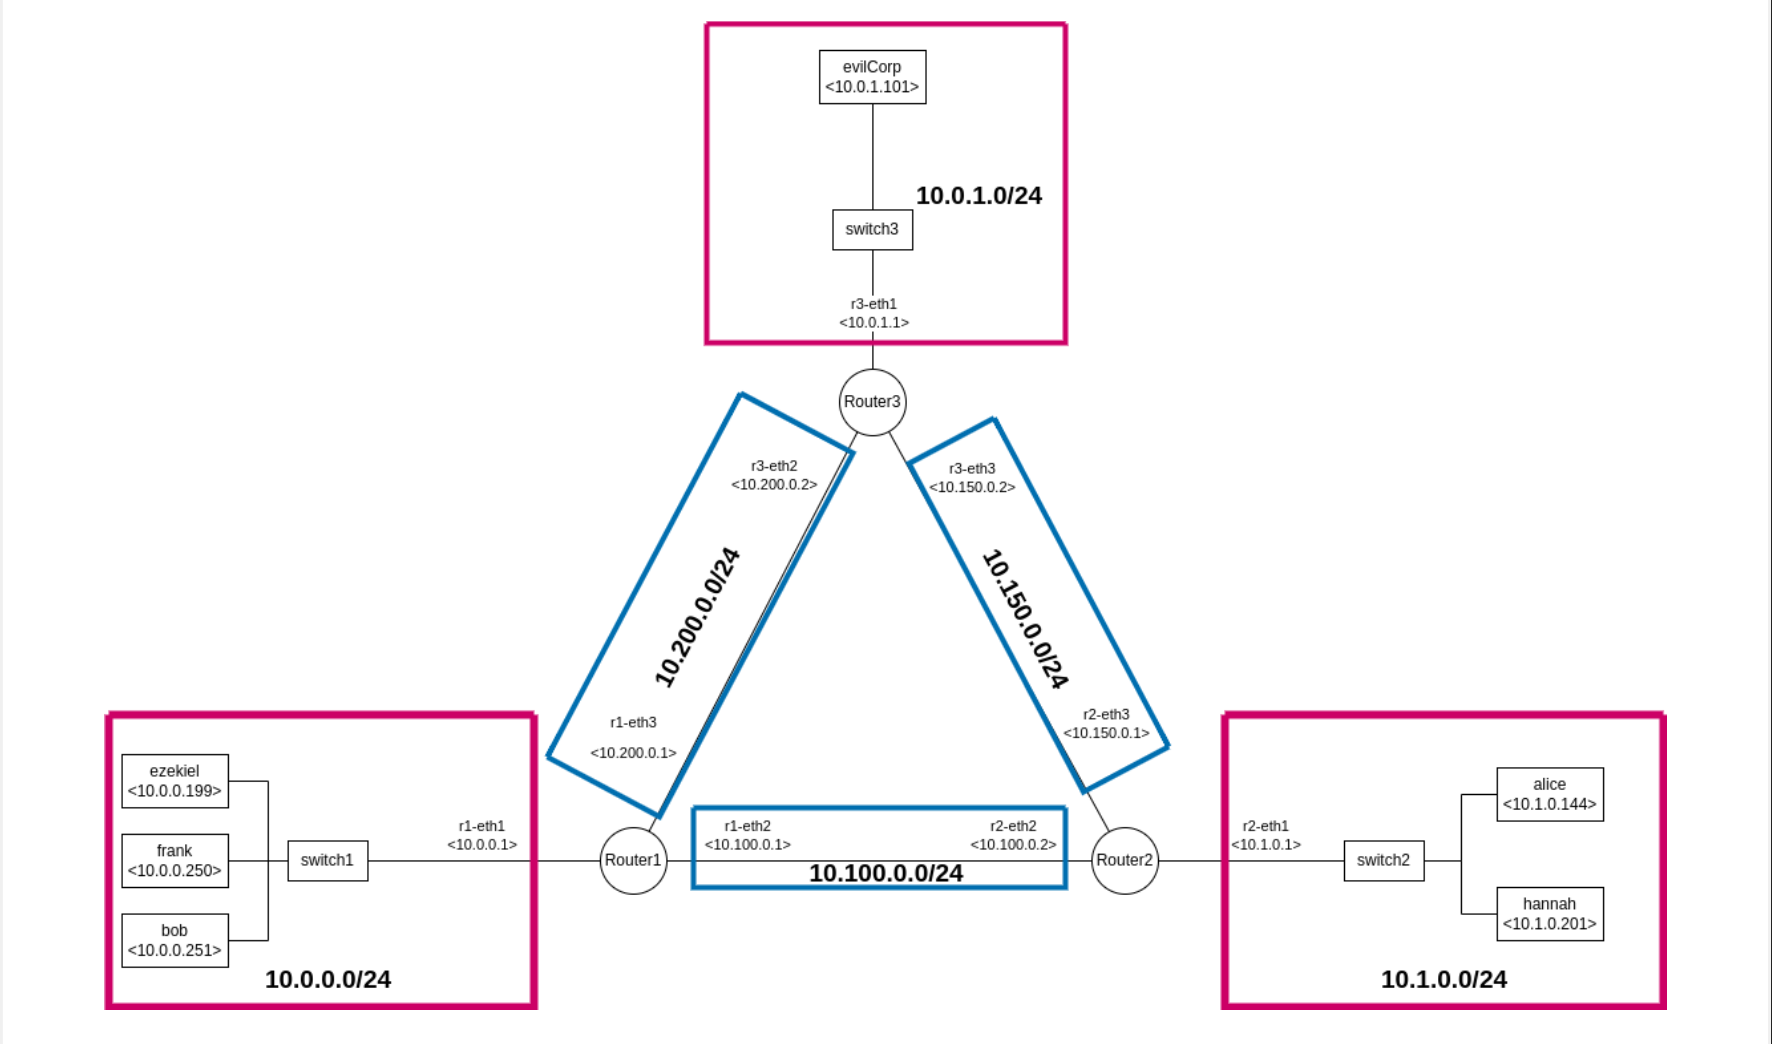 evilCorp
<10.0.1.101>
10.0.1.0/24
switch3
r3-eth1
<10.0.1.1>
Router3
r3-eth2
<10.200.0.2>
r3-eth3
<10.150.0.2>
10.200.0.0/24
10.150.0.0/24
r1-eth3
<10.200.0.1>
r2-eth3
<10.150.0.1>
ezekiel
<10.0.0.199>
frank
<10.0.0.250>
bob
<10.0.0.251>
switch1
r1-eth1
<10.0.0.1>
10.0.0.0/24
Router1
r1-eth2
<10.100.0.1>
r2-eth2
<10.100.0.2>
10.100.0.0/24
Router2
r2-eth1
<10.1.0.1>
switch2
alice
<10.1.0.144>
hannah
<10.1.0.201>
10.1.0.0/24